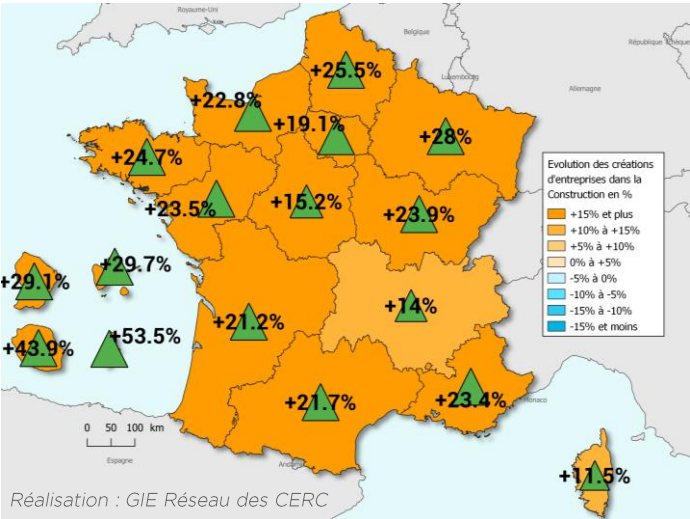 Royaume-Uni
Belgique
République Tchèque
Luxembourg
Allemagne
+25.5%
+22.8%
+19.1%
+28%
+24.7%
+15.2%
+23.5%
+23.9%
+29.7%
+29.1%
+14%
+21.2%
+53.5%
+43.9%
+21.7%
+23.4%
Monaco
0 50 100 km
Espagne
+11.5%
Evolution des créations
d'entreprises dans la
Construction en %
+15% et plus
+10% à +15%
+5% à +10%
0% à +5%
-5% à 0%
-10% à -5%
-15% à -10%
-15% et moins
Réalisation : GIE Réseau des CERC